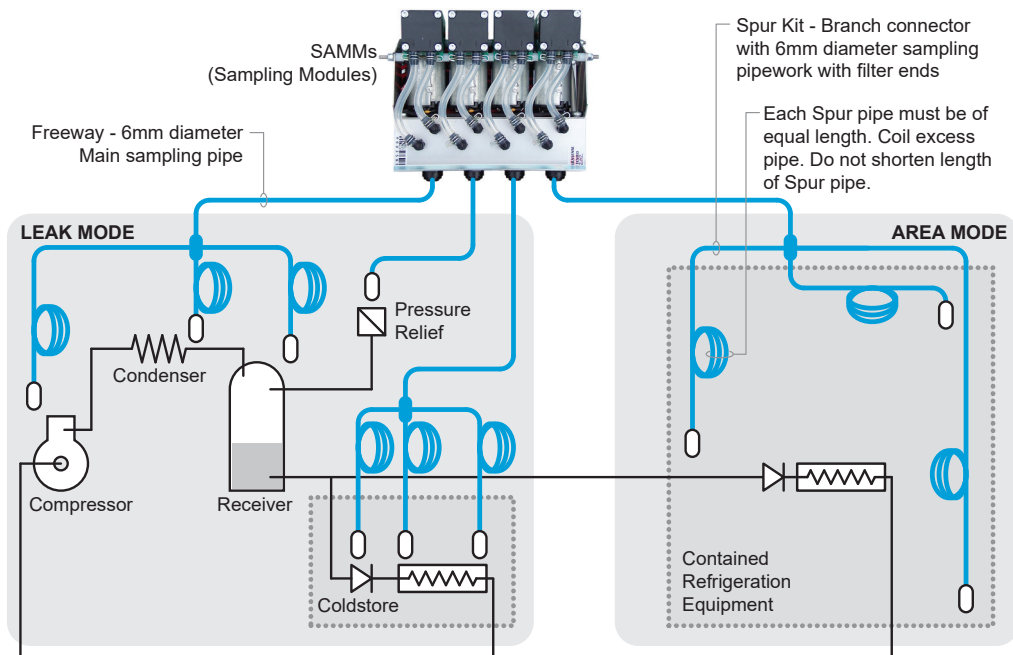 SAMMs
(Sampling Modules)
Spur Kit - Branch connector
with 6mm diameter sampling
pipework with filter ends
Each Spur pipe must be of
equal length. Coil excess
pipe. Do not shorten length
of Spur pipe.
Freeway - 6mm diameter
Main sampling pipe
LEAK MODE
AREA MODE
Pressure
Relief
Condenser
Compressor
Receiver
Coldstore
Contained
Refrigeration
Equipment